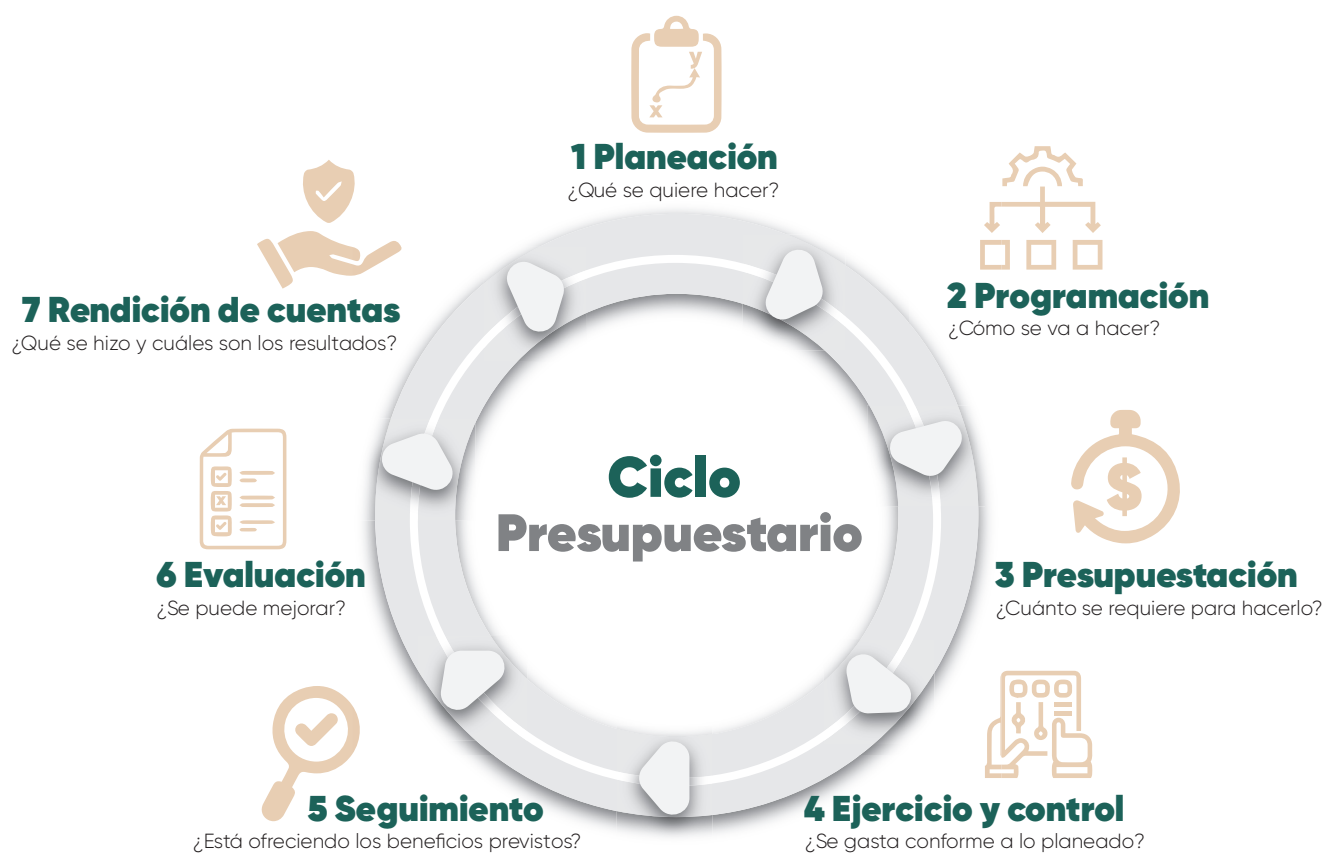 y
x
1 Planeación
¿Qué se quiere hacer?
2 Programación
¿Cómo se va a hacer?
$
3 Presupuestación
¿Cuánto se requiere para hacerlo?
4 Ejercicio y control
¿Se gasta conforme a lo planeado?
5 Seguimiento
¿Está ofreciendo los beneficios previstos?
6 Evaluación
¿Se puede mejorar?
7 Rendición de cuentas
¿Qué se hizo y cuáles son los resultados?
Ciclo
Presupuestario